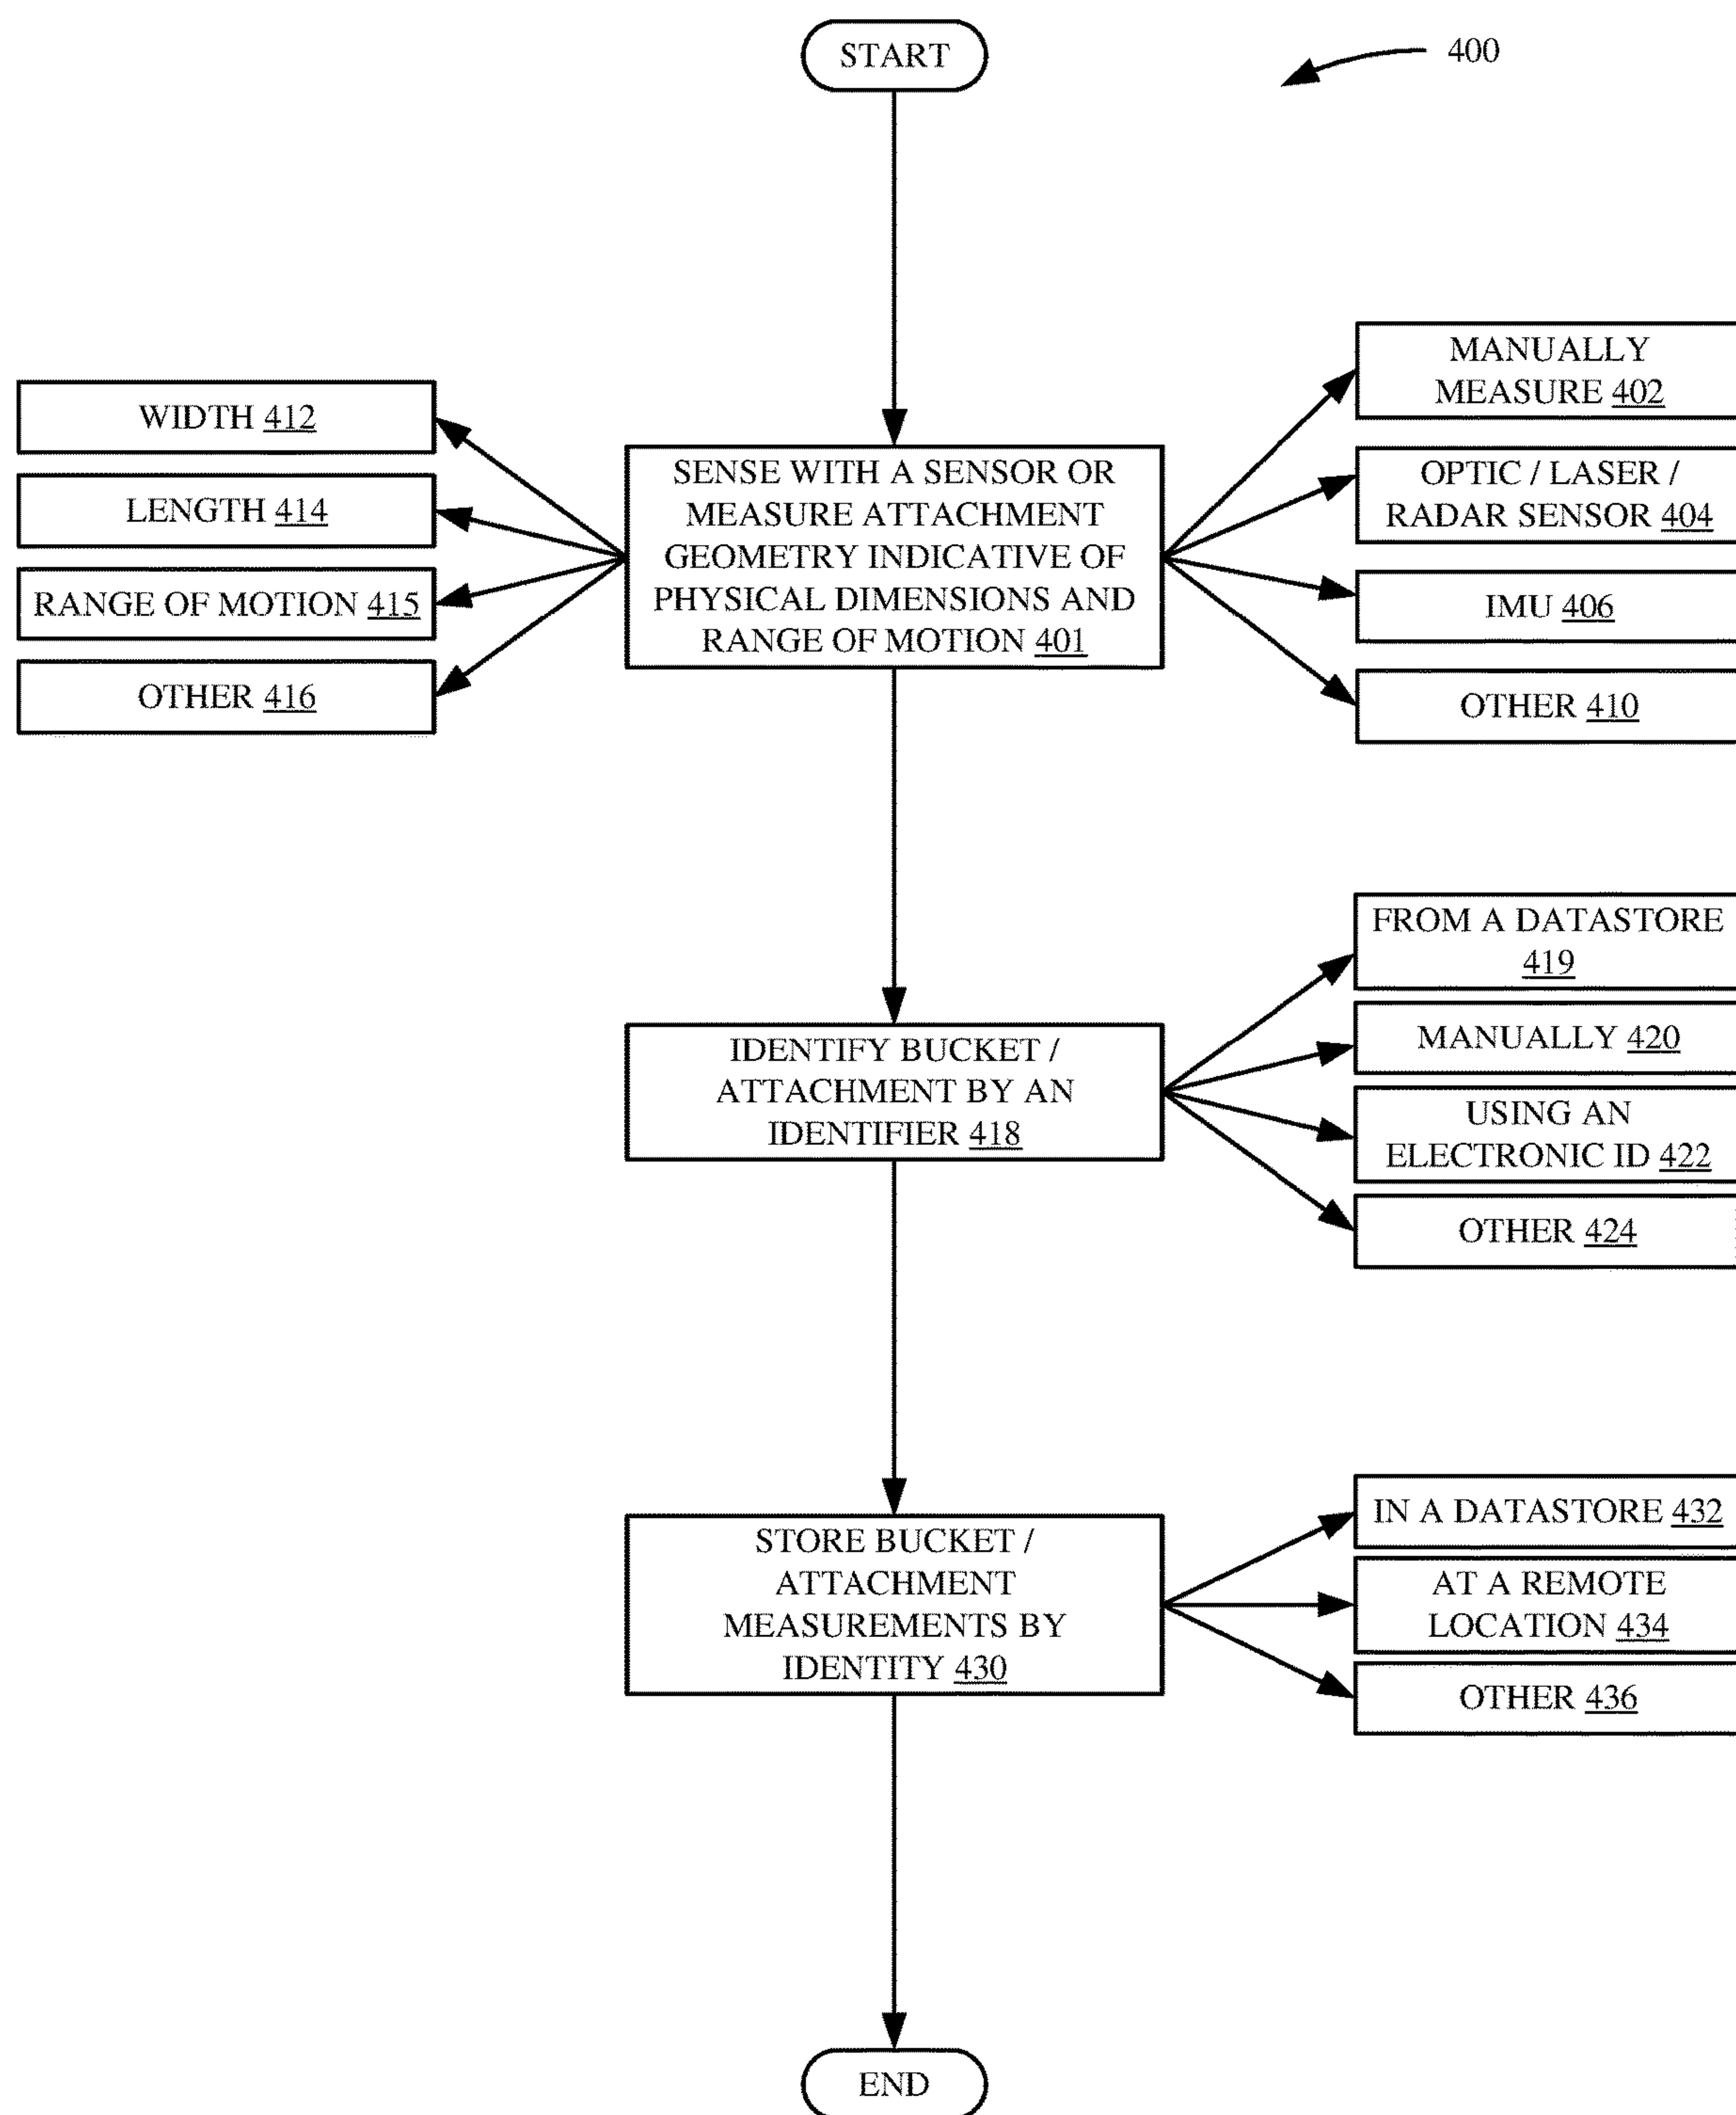 START
400
WIDTH 412
LENGTH 414
RANGE OF MOTION 415
OTHER 416
SENSE WITH A SENSOR OR
MEASURE ATTACHMENT
GEOMETRY INDICATIVE OF
PHYSICAL DIMENSIONS AND
RANGE OF MOTION 401
MANUALLY
MEASURE 402
OPTIC / LASER /
RADAR SENSOR 404
IMU 406
OTHER 410
IDENTIFY BUCKET /
ATTACHMENT BY AN
IDENTIFIER 418
FROM A DATASTORE
419
MANUALLY 420
USING AN
ELECTRONIC ID 422
OTHER 424
STORE BUCKET /
ATTACHMENT
MEASUREMENTS BY
IDENTITY 430
IN A DATASTORE 432
AT A REMOTE
LOCATION 434
OTHER 436
END